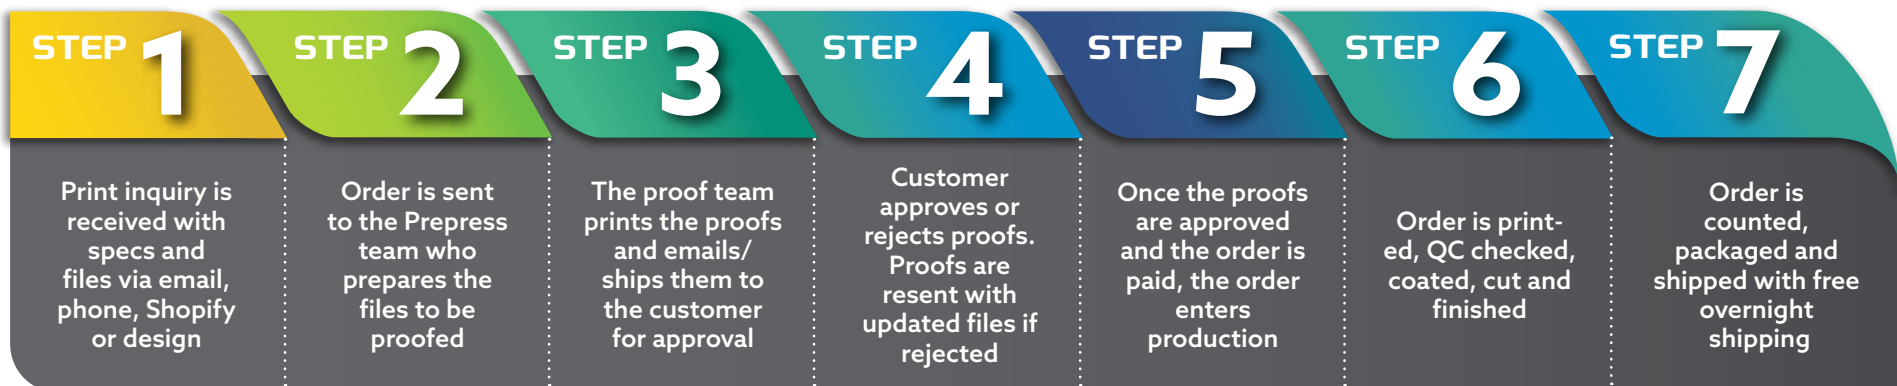 STEP 1
Print inquiry is
received with
specs and
files via email,
phone, Shopify
or design
STEP 2
Order is sent
to the Prepress
team who
prepares the
files to be
proofed
STEP 3
The proof team
prints the proofs
and emails/
ships them to
the customer
for approval
STEP 4
Customer
approves or
rejects proofs.
Proofs are
resent with
updated files if
rejected
STEP 5
Once the proofs
are approved
and the order is
paid, the order
enters
production
STEP 6
Order is print-
ed, QC checked,
coated, cut and
finished
STEP 7
Order is
counted,
packaged and
shipped with free
overnight
shipping